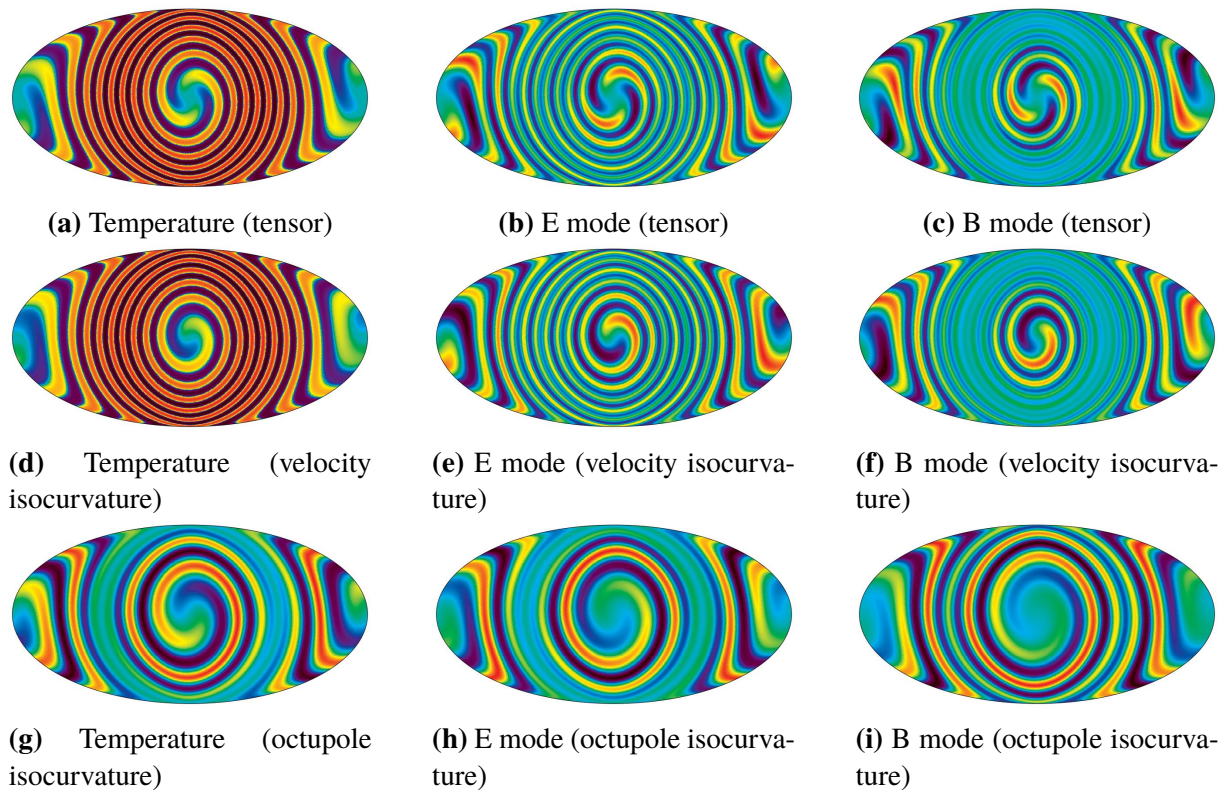 (a) Temperature (tensor)
(b) E mode (tensor)
(c) B mode (tensor)
(d) Temperature (velocity
isocurvature)
(e) E mode (velocity isocurva-
ture)
(f) B mode (velocity isocurva-
ture)
(g) Temperature (octupole
isocurvature)
(h) E mode (octupole isocurva-
ture)
(i) B mode (octupole isocurva-
ture)